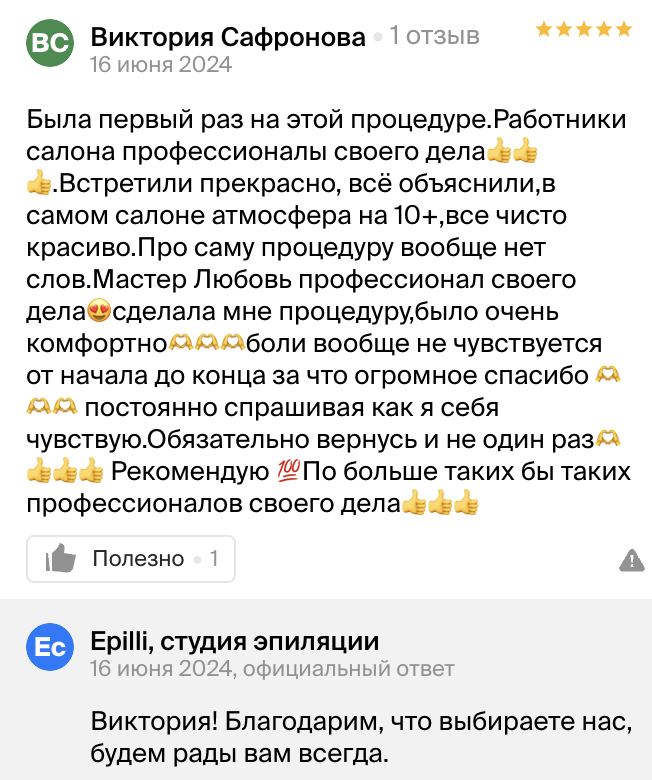 ВС Виктория Сафронова • 1 отзыв ★★★★★
16 июня 2024
Была первый раз на этой процедуре.Работники
салона профессионалы своего дела👍👍
👍.Встретили прекрасно, всё объяснили,в
самом салоне атмосфера на 10+,все чисто
красиво.Про саму процедуру вообще нет
слов.Мастер Любовь профессионал своего
дела😍сделала мне процедуру,было очень
комфортно🫶🫶🫶боли вообще не чувствуется
от начала до конца за что огромное спасибо 🫶
🫶🫶 постоянно спрашивая как я себя
чувствую.Обязательно вернусь и не один раз🫶
👍👍👍 Рекомендую 💯По больше таких бы таких
профессионалов своего дела👍👍👍
Полезно • 1
Ec Epilli, студия эпиляции
16 июня 2024, официальный ответ
Виктория! Благодарим, что выбираете нас,
будем рады вам всегда.